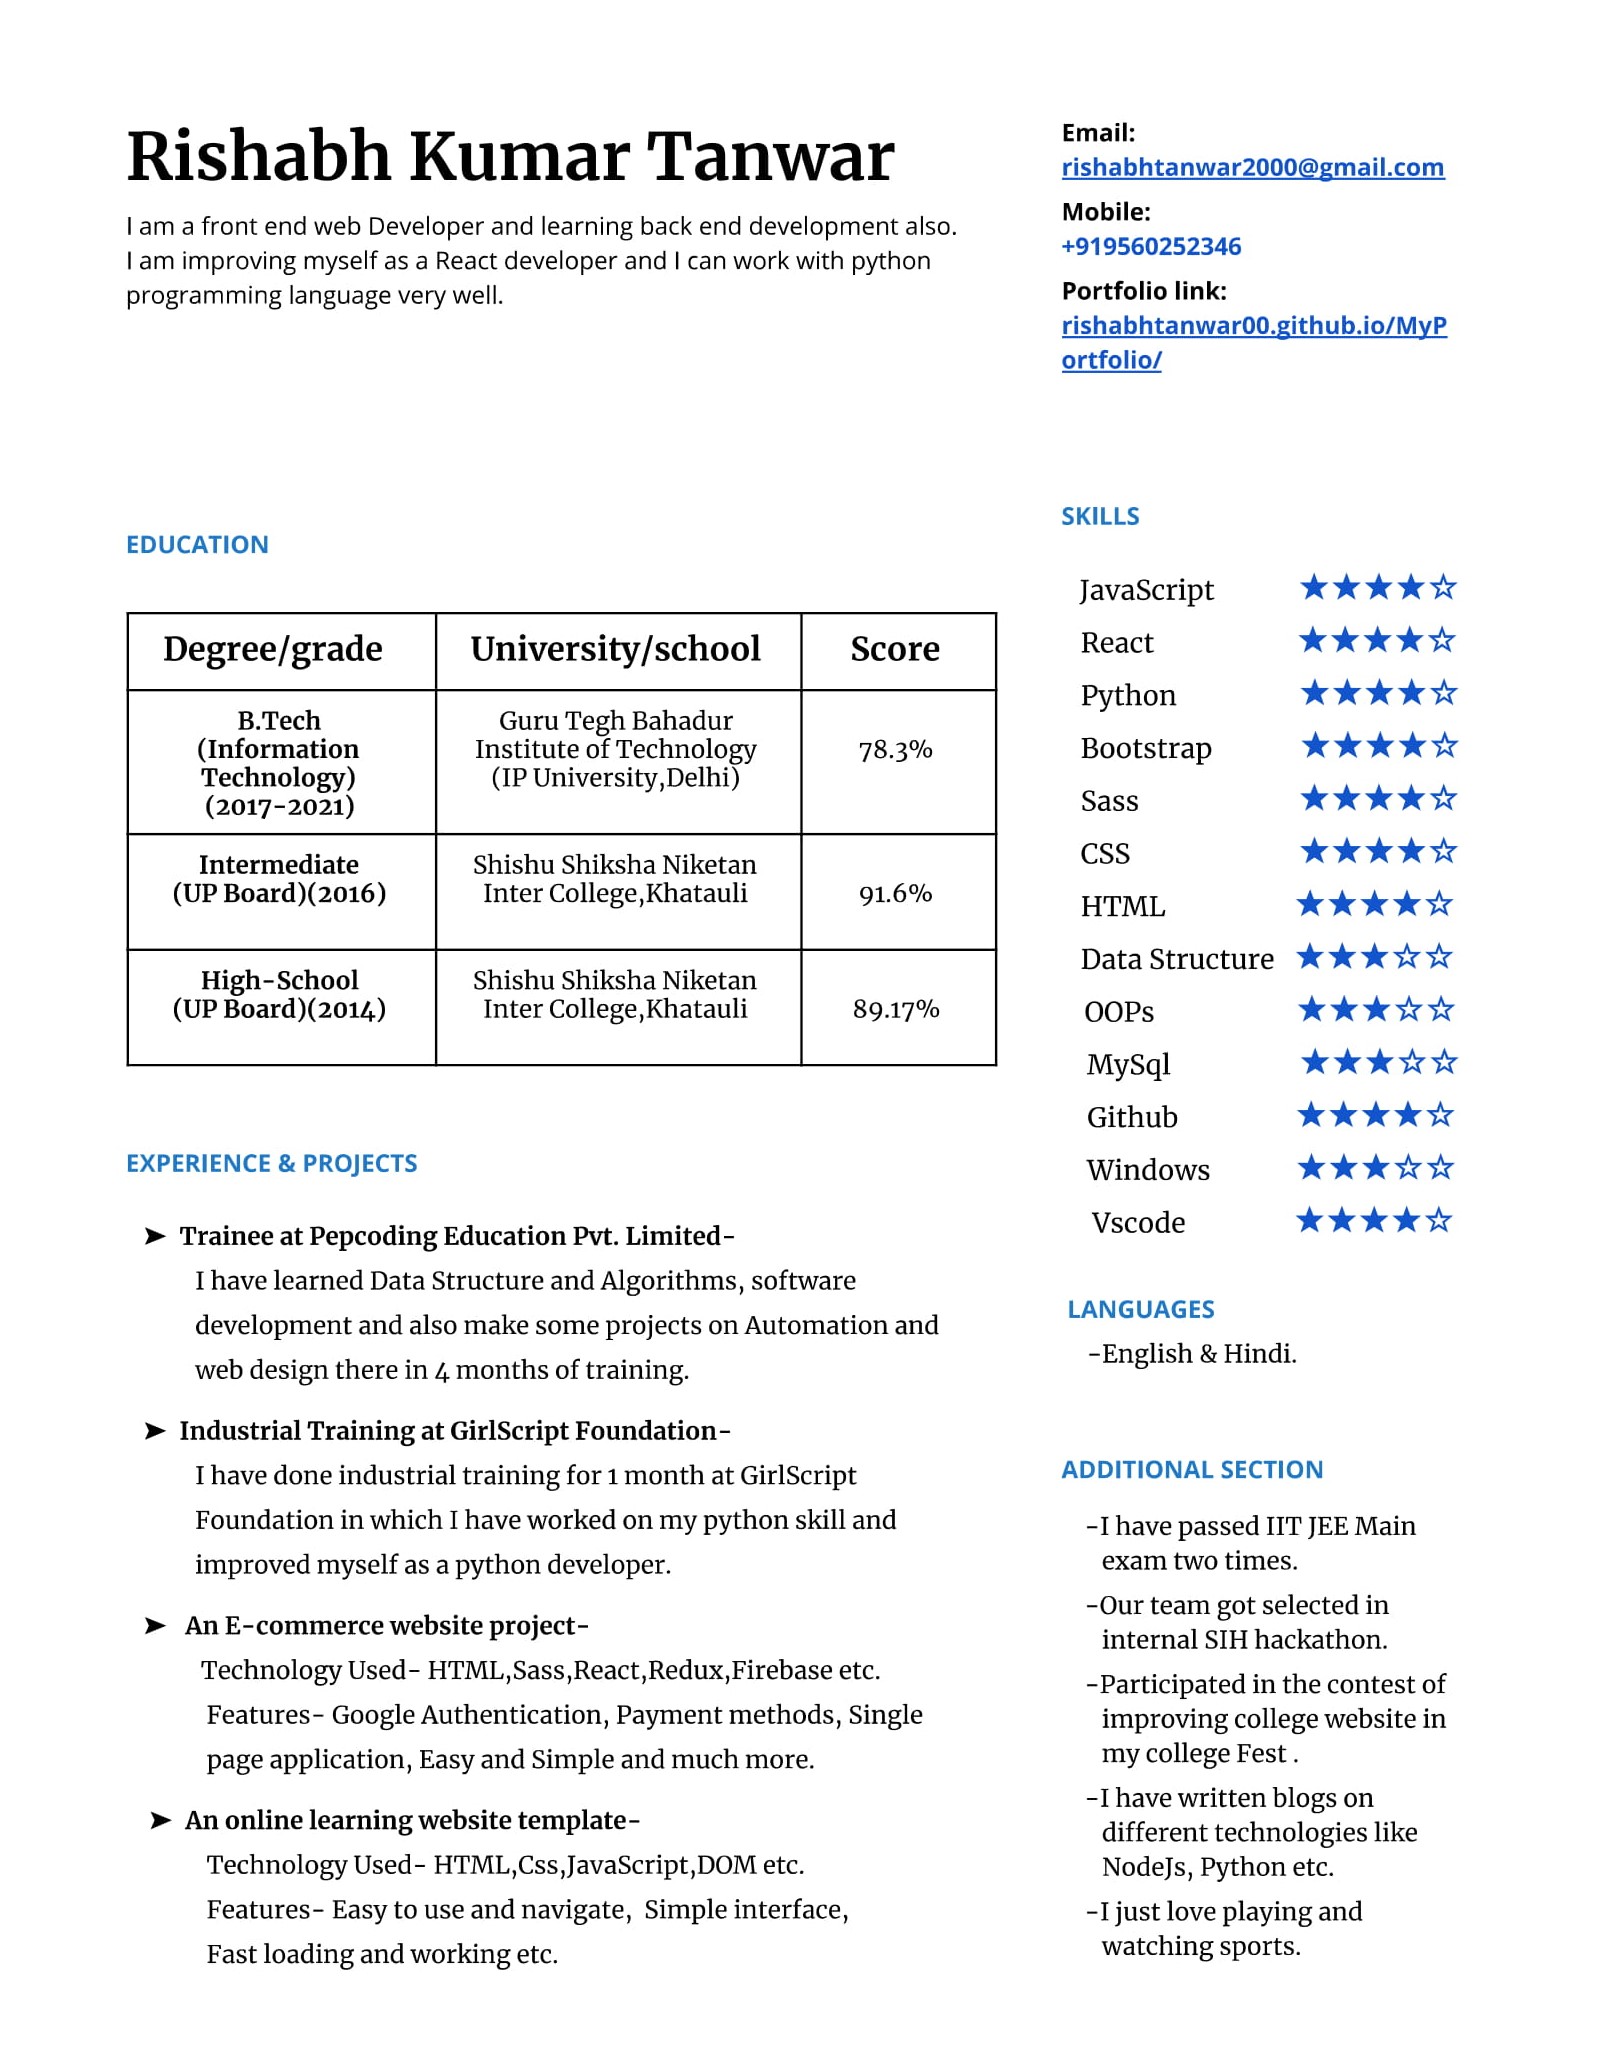 Rishabh Kumar Tanwar
I am a front end web Developer and learning back end development also.
I am improving myself as a React developer and I can work with python
programming language very well.
Email:
rishabhtanwar2000@gmail.com
Mobile:
+919560252346
Portfolio link:
rishabhtanwar00.github.io/MyP
ortfolio/
EDUCATION
Degree/grade University/school Score
B.Tech
(Information
Technology)
(2017-2021)
Guru Tegh Bahadur
Institute of Technology
(IP University,Delhi)
78.3%
Intermediate
(UP Board)(2016)
Shishu Shiksha Niketan
Inter College,Khatauli
91.6%
High-School
(UP Board)(2014)
Shishu Shiksha Niketan
Inter College,Khatauli
89.17%
EXPERIENCE & PROJECTS
➤ Trainee at Pepcoding Education Pvt. Limited-
I have learned Data Structure and Algorithms, software
development and also make some projects on Automation and
web design there in 4 months of training.
➤ Industrial Training at GirlScript Foundation-
I have done industrial training for 1 month at GirlScript
Foundation in which I have worked on my python skill and
improved myself as a python developer.
➤ An E-commerce website project-
Technology Used- HTML,Sass,React,Redux,Firebase etc.
Features- Google Authentication, Payment methods, Single
page application, Easy and Simple and much more.
➤ An online learning website template-
Technology Used- HTML,Css,JavaScript,DOM etc.
Features- Easy to use and navigate, Simple interface,
Fast loading and working etc.
SKILLS
JavaScript ★★★★☆
React ★★★★☆
Python ★★★★☆
Bootstrap ★★★★☆
Sass ★★★★☆
CSS ★★★★☆
HTML ★★★★☆
Data Structure ★★★☆☆
OOPs ★★★☆☆
MySql ★★★☆☆
Github ★★★★☆
Windows ★★★☆☆
Vscode ★★★★☆
LANGUAGES
-English & Hindi.
ADDITIONAL SECTION
-I have passed IIT JEE Main
exam two times.
-Our team got selected in
internal SIH hackathon.
-Participated in the contest of
improving college website in
my college Fest .
-I have written blogs on
different technologies like
NodeJs, Python etc.
-I just love playing and
watching sports.